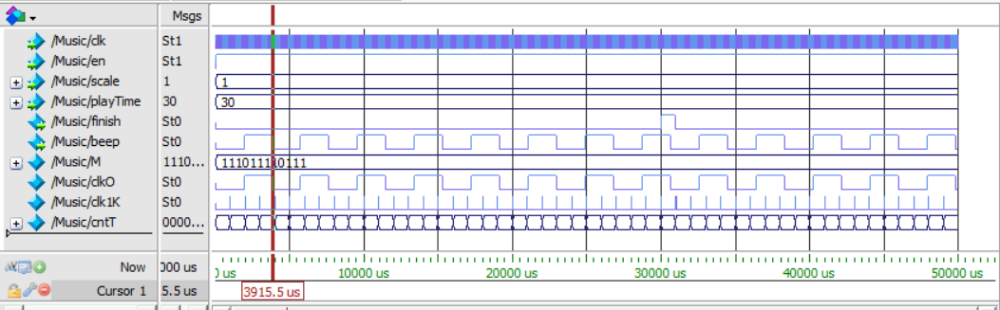 Msgs
/Music/clk St1
/Music/en St1
/Music/scale 1 1
/Music/playTime 30 30
/Music/finish St0
/Music/beep St0
/Music/M 1110... 111011110111
/Music/clkO St0
/Music/clk1K St0
/Music/cntT 0000...
Now 000 us 0 us 10000 us 20000 us 30000 us 40000 us 50000 us
Cursor 1 5.5 us 3915.5 us